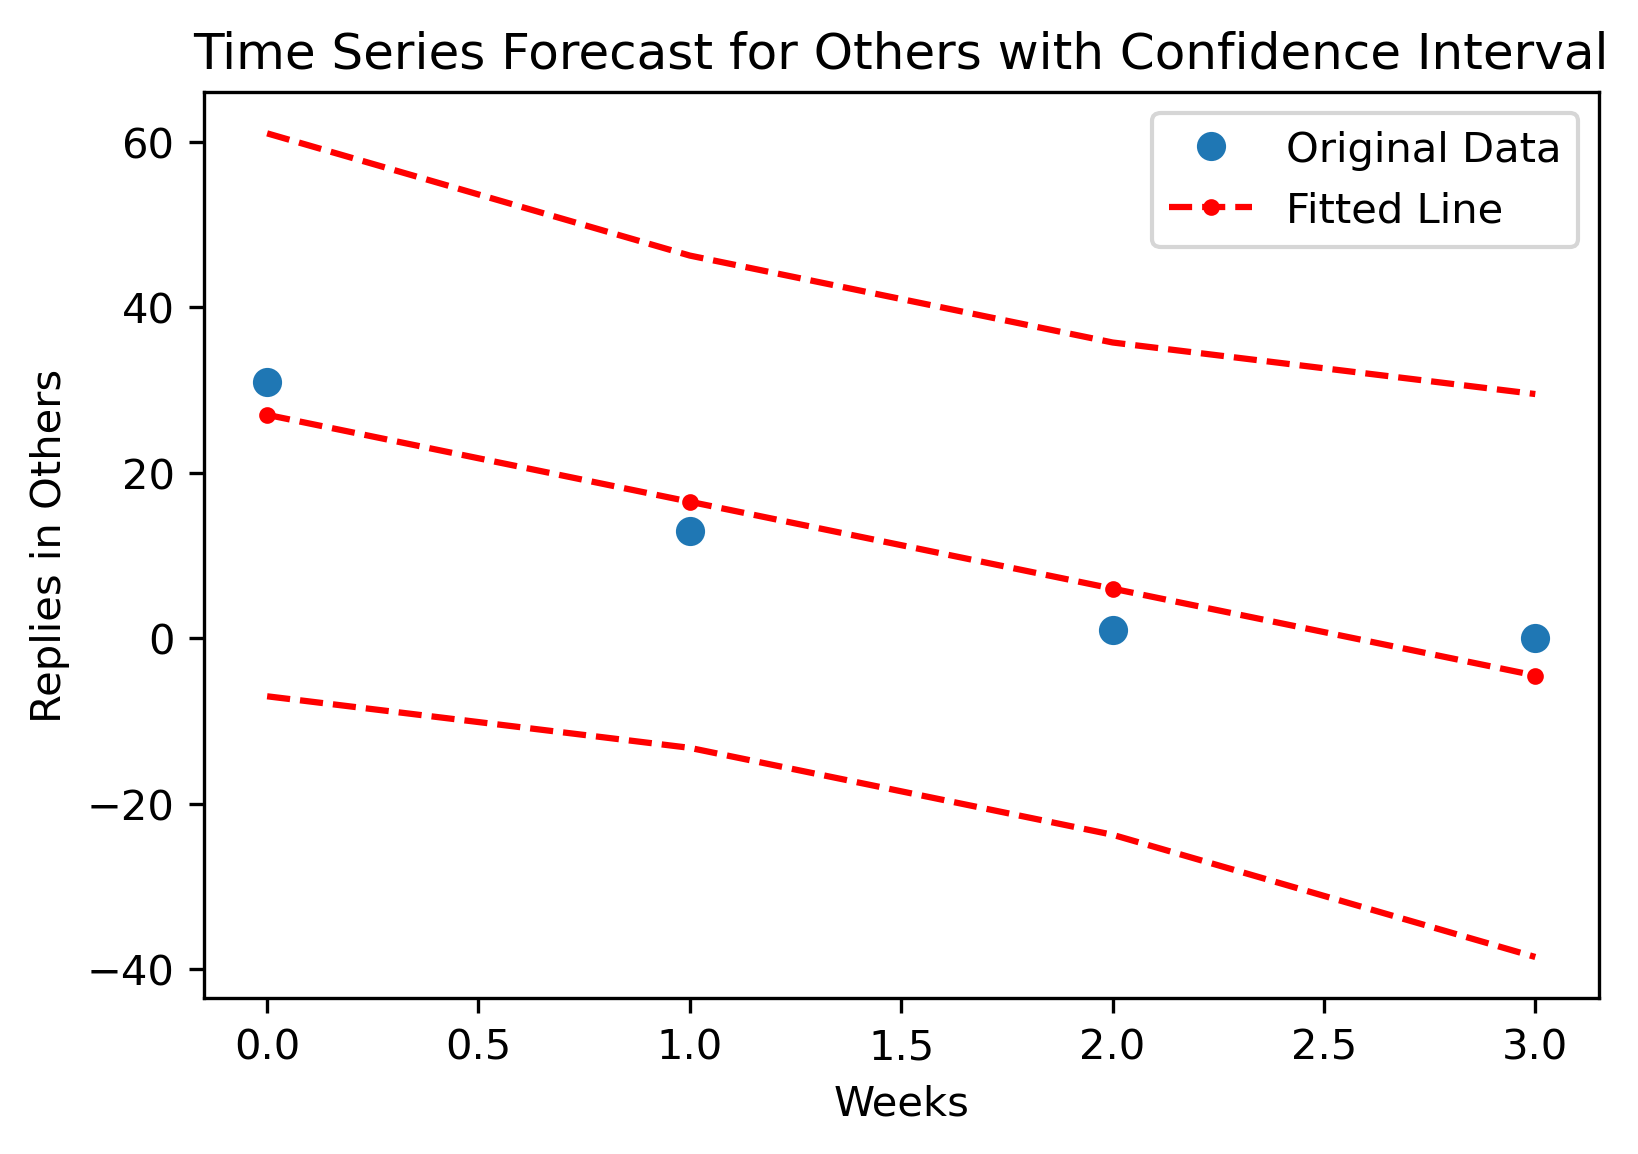 Time Series Forecast for Others with Confidence Interval
Original Data
Fitted Line
60
40
20
0
−20
−40
Replies in Others
0.0 0.5 1.0 1.5 2.0 2.5 3.0
Weeks